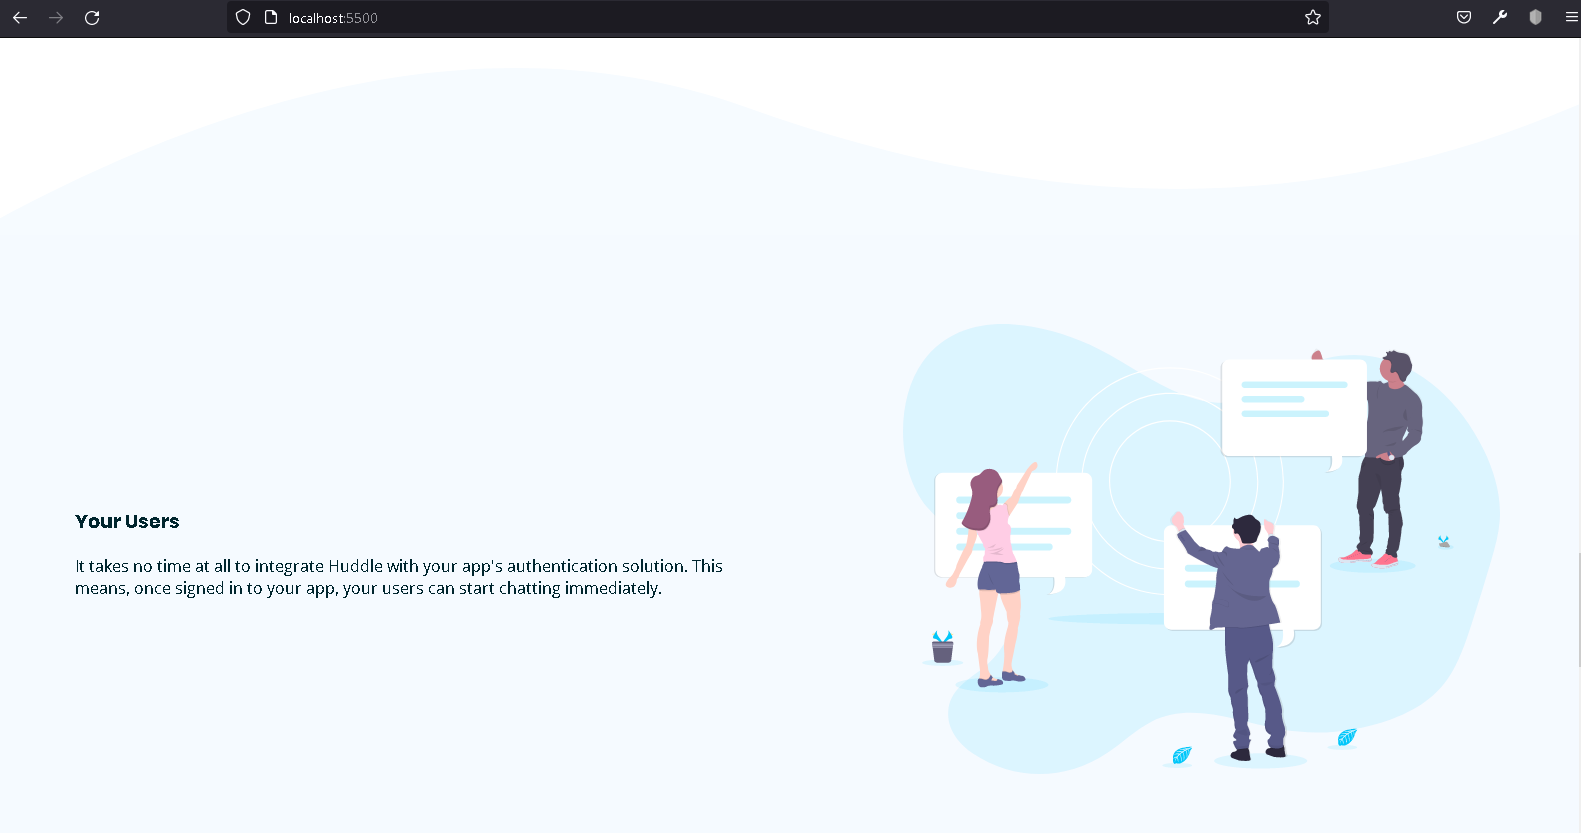 localhost:5500
Your Users
It takes no time at all to integrate Huddle with your app's authentication solution. This
means, once signed in to your app, your users can start chatting immediately.